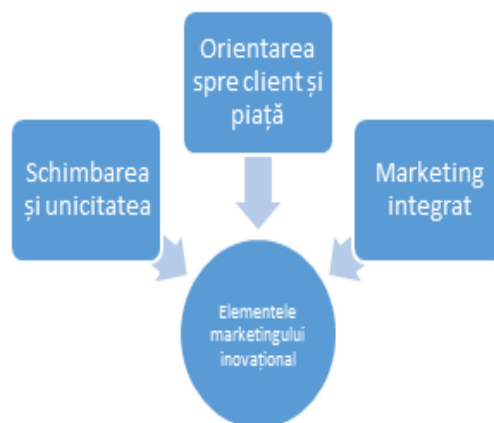 Orientarea
spre client și
piață
Schimbarea
și unicitatea
Marketing
integrat
Elementele
marketingului
inovațional